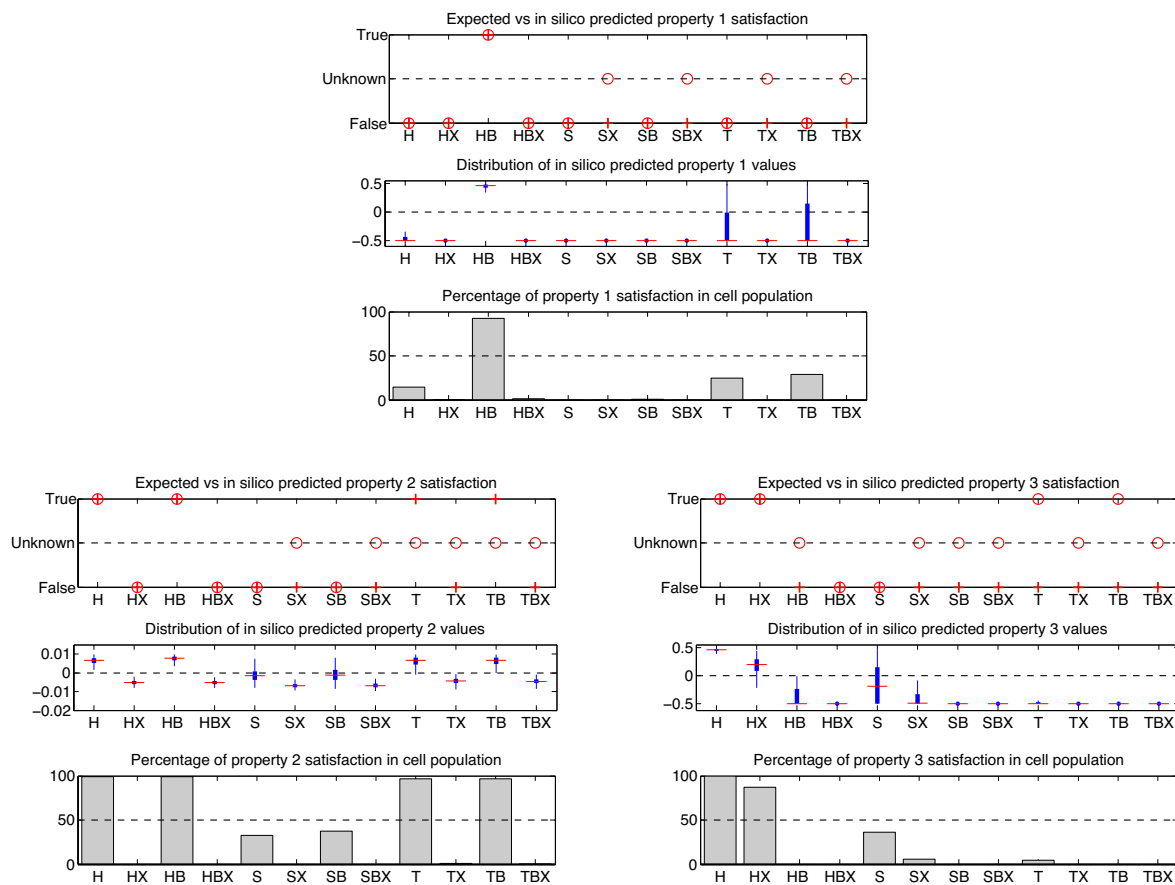 Expected vs in silico predicted property 1 satisfaction
True
Unknown
False
H HX HB HBX S SX SB SBX T TX TB TBX
Distribution of in silico predicted property 1 values
0.5
0
−0.5
H HX HB HBX S SX SB SBX T TX TB TBX
Percentage of property 1 satisfaction in cell population
100
50
0
H HX HB HBX S SX SB SBX T TX TB TBX
Expected vs in silico predicted property 2 satisfaction
True
Unknown
False
H HX HB HBX S SX SB SBX T TX TB TBX
Distribution of in silico predicted property 2 values
0.01
0
−0.01
−0.02
H HX HB HBX S SX SB SBX T TX TB TBX
Percentage of property 2 satisfaction in cell population
100
50
0
H HX HB HBX S SX SB SBX T TX TB TBX
Expected vs in silico predicted property 3 satisfaction
True
Unknown
False
H HX HB HBX S SX SB SBX T TX TB TBX
Distribution of in silico predicted property 3 values
0.5
0
−0.5
H HX HB HBX S SX SB SBX T TX TB TBX
Percentage of property 3 satisfaction in cell population
100
50
0
H HX HB HBX S SX SB SBX T TX TB TBX